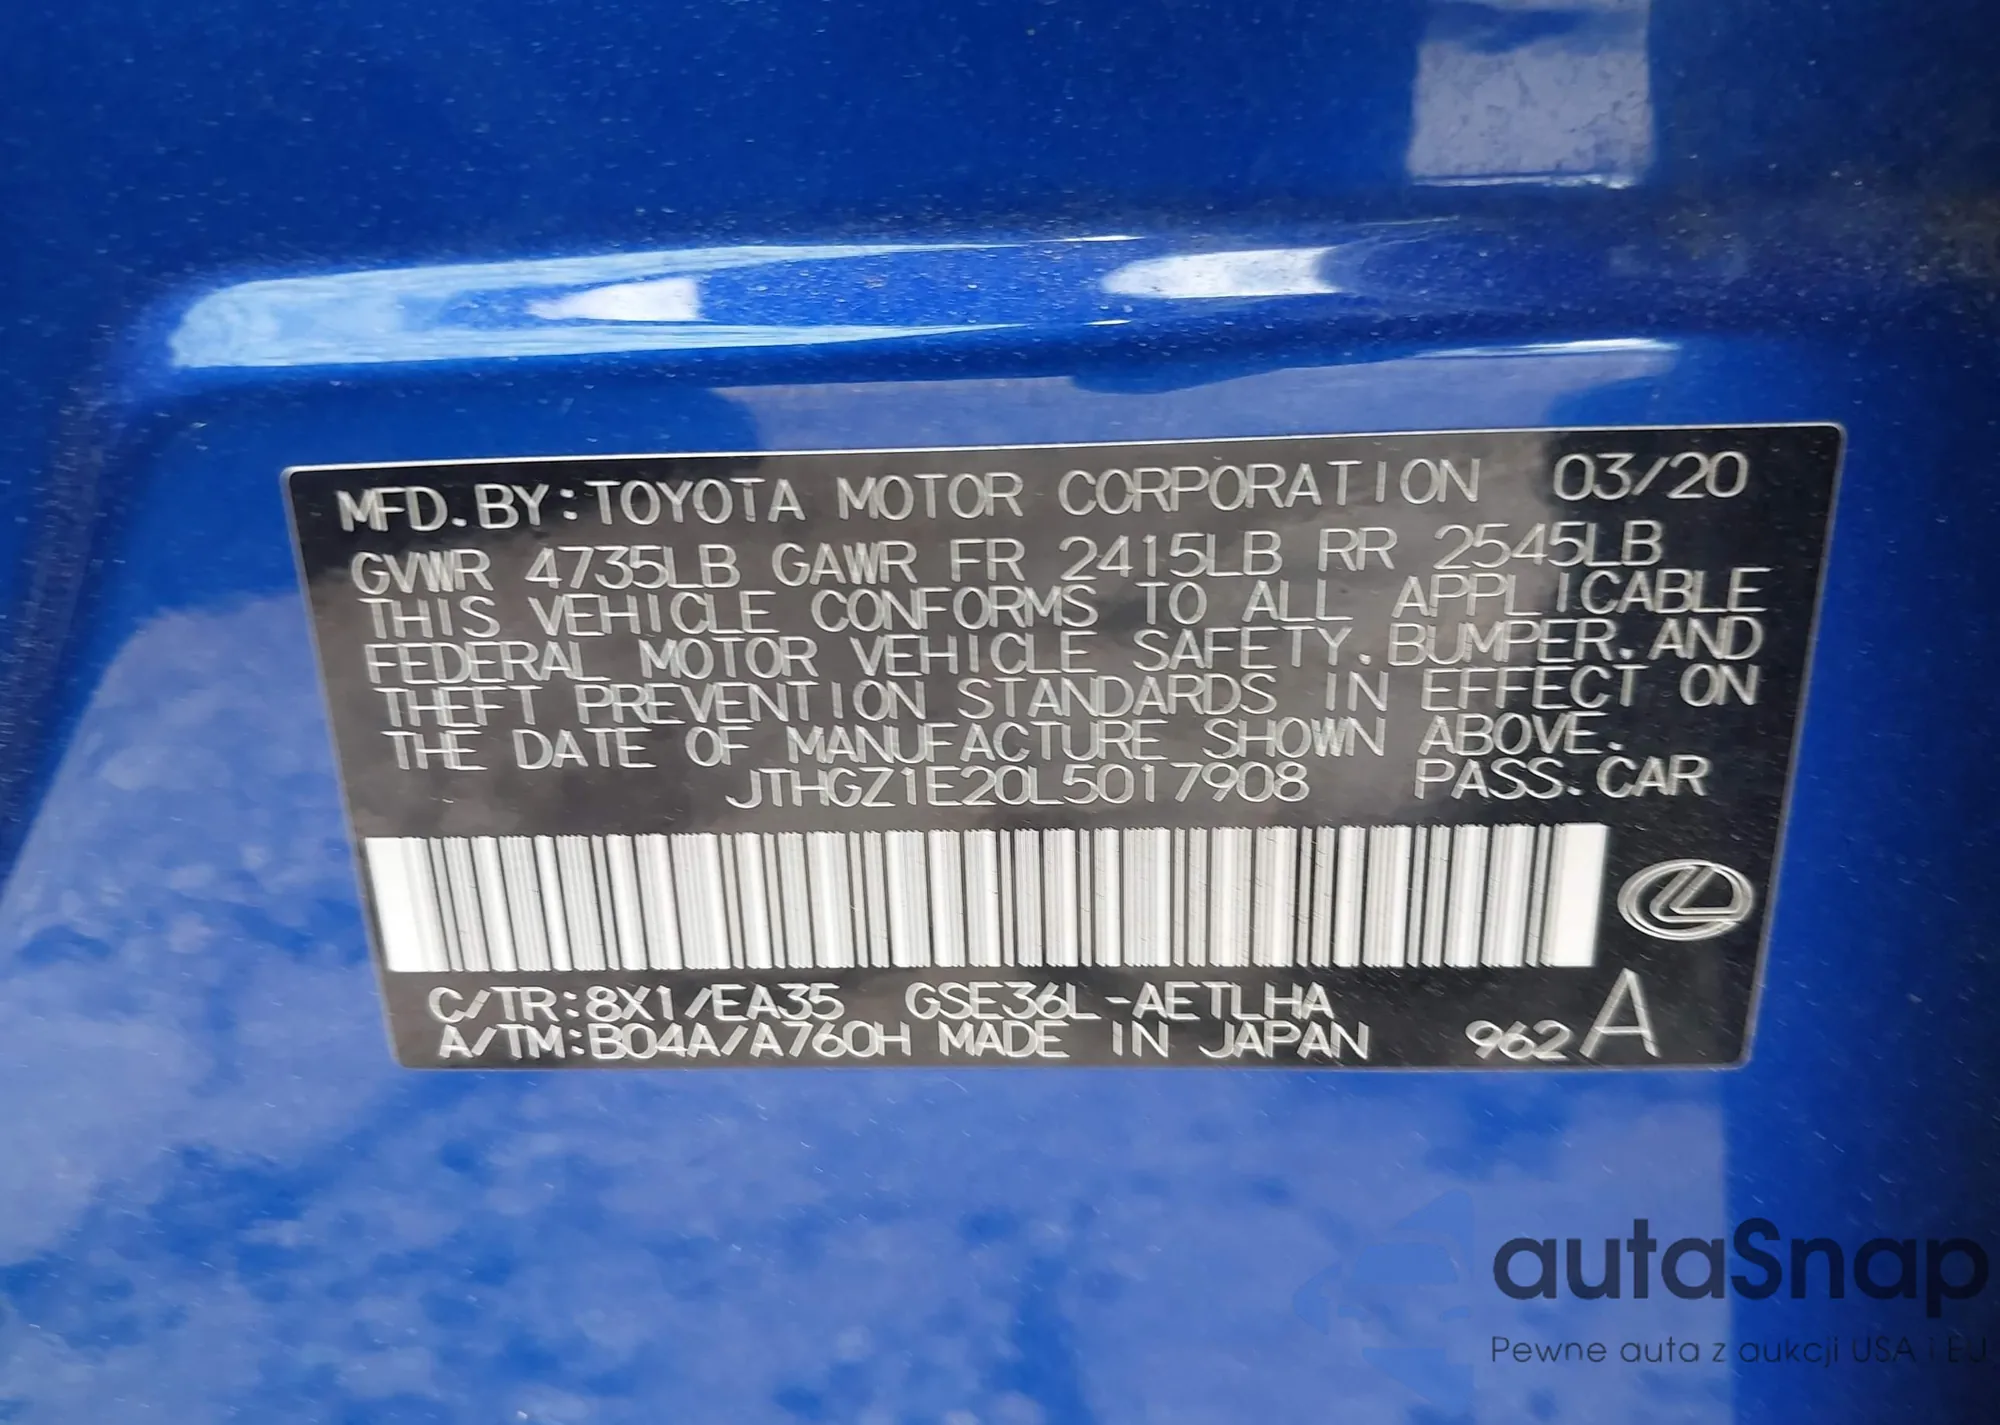 MFD.BY:TOYOTA MOTOR CORPORATION 03/20
GVWR 4735LB GAWR FR 2415LB RR 2545LB
THIS VEHICLE CONFORMS TO ALL APPLICABLE
FEDERAL MOTOR VEHICLE SAFETY.BUMPER.AND
THEFT PREVENTION STANDARDS IN EFFECT ON
THE DATE OF MANUFACTURE SHOWN ABOVE.
JTHGZ1E20L5017908 PASS.CAR
C/TR:8X1/EA35 GSE36L-AETLHA
A/TM:B04A/A760H MADE IN JAPAN 962 A
autaSnap
Pewne auta z aukcji USA i EU